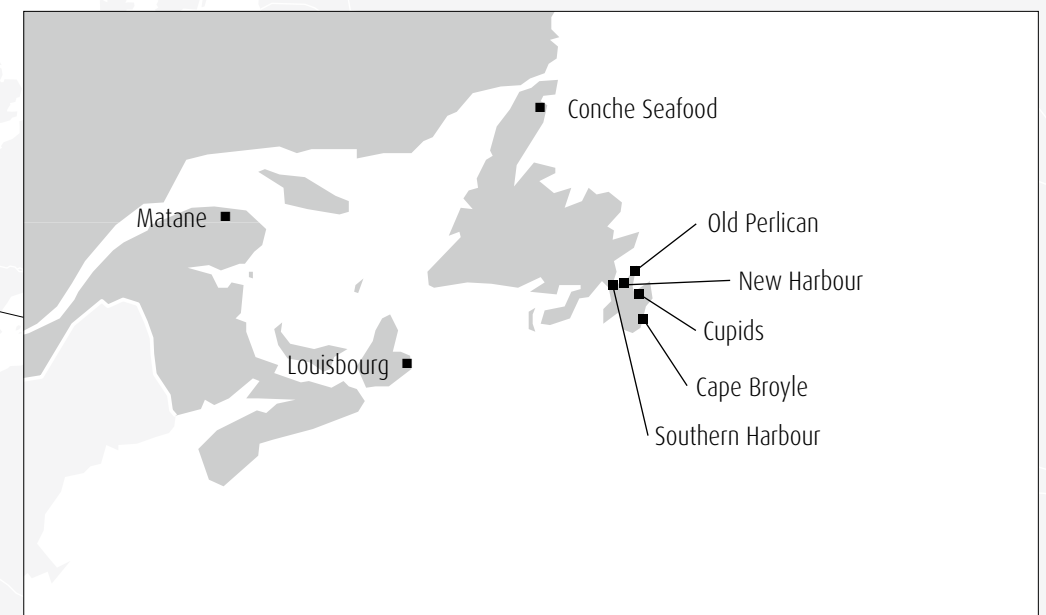 Conche Seafood
Matane
Old Perlican
New Harbour
Cupids
Louisbourg
Cape Broyle
Southern Harbour